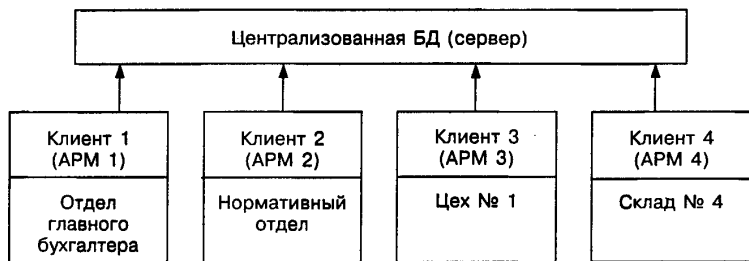 Централизованная БД (сервер)
Клиент 1
(АРМ 1)
Отдел
главного
бухгалтера
Клиент 2
(АРМ 2)
Нормативный
отдел
Клиент 3
(АРМ 3)
Цех № 1
Клиент 4
(АРМ 4)
Склад № 4